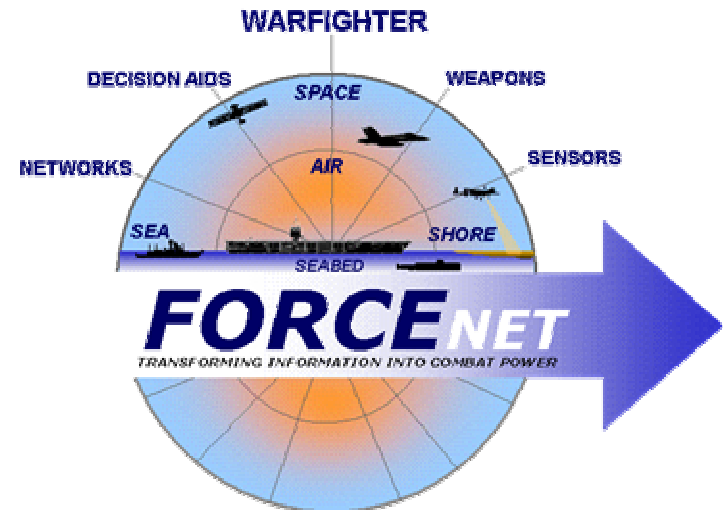 WARFIGHTER
DECISION AIDS
WEAPONS
SPACE
NETWORKS
AIR
SENSORS
SEA
SHORE
SEABED
FORCENET
TRANSFORMING INFORMATION INTO COMBAT POWER